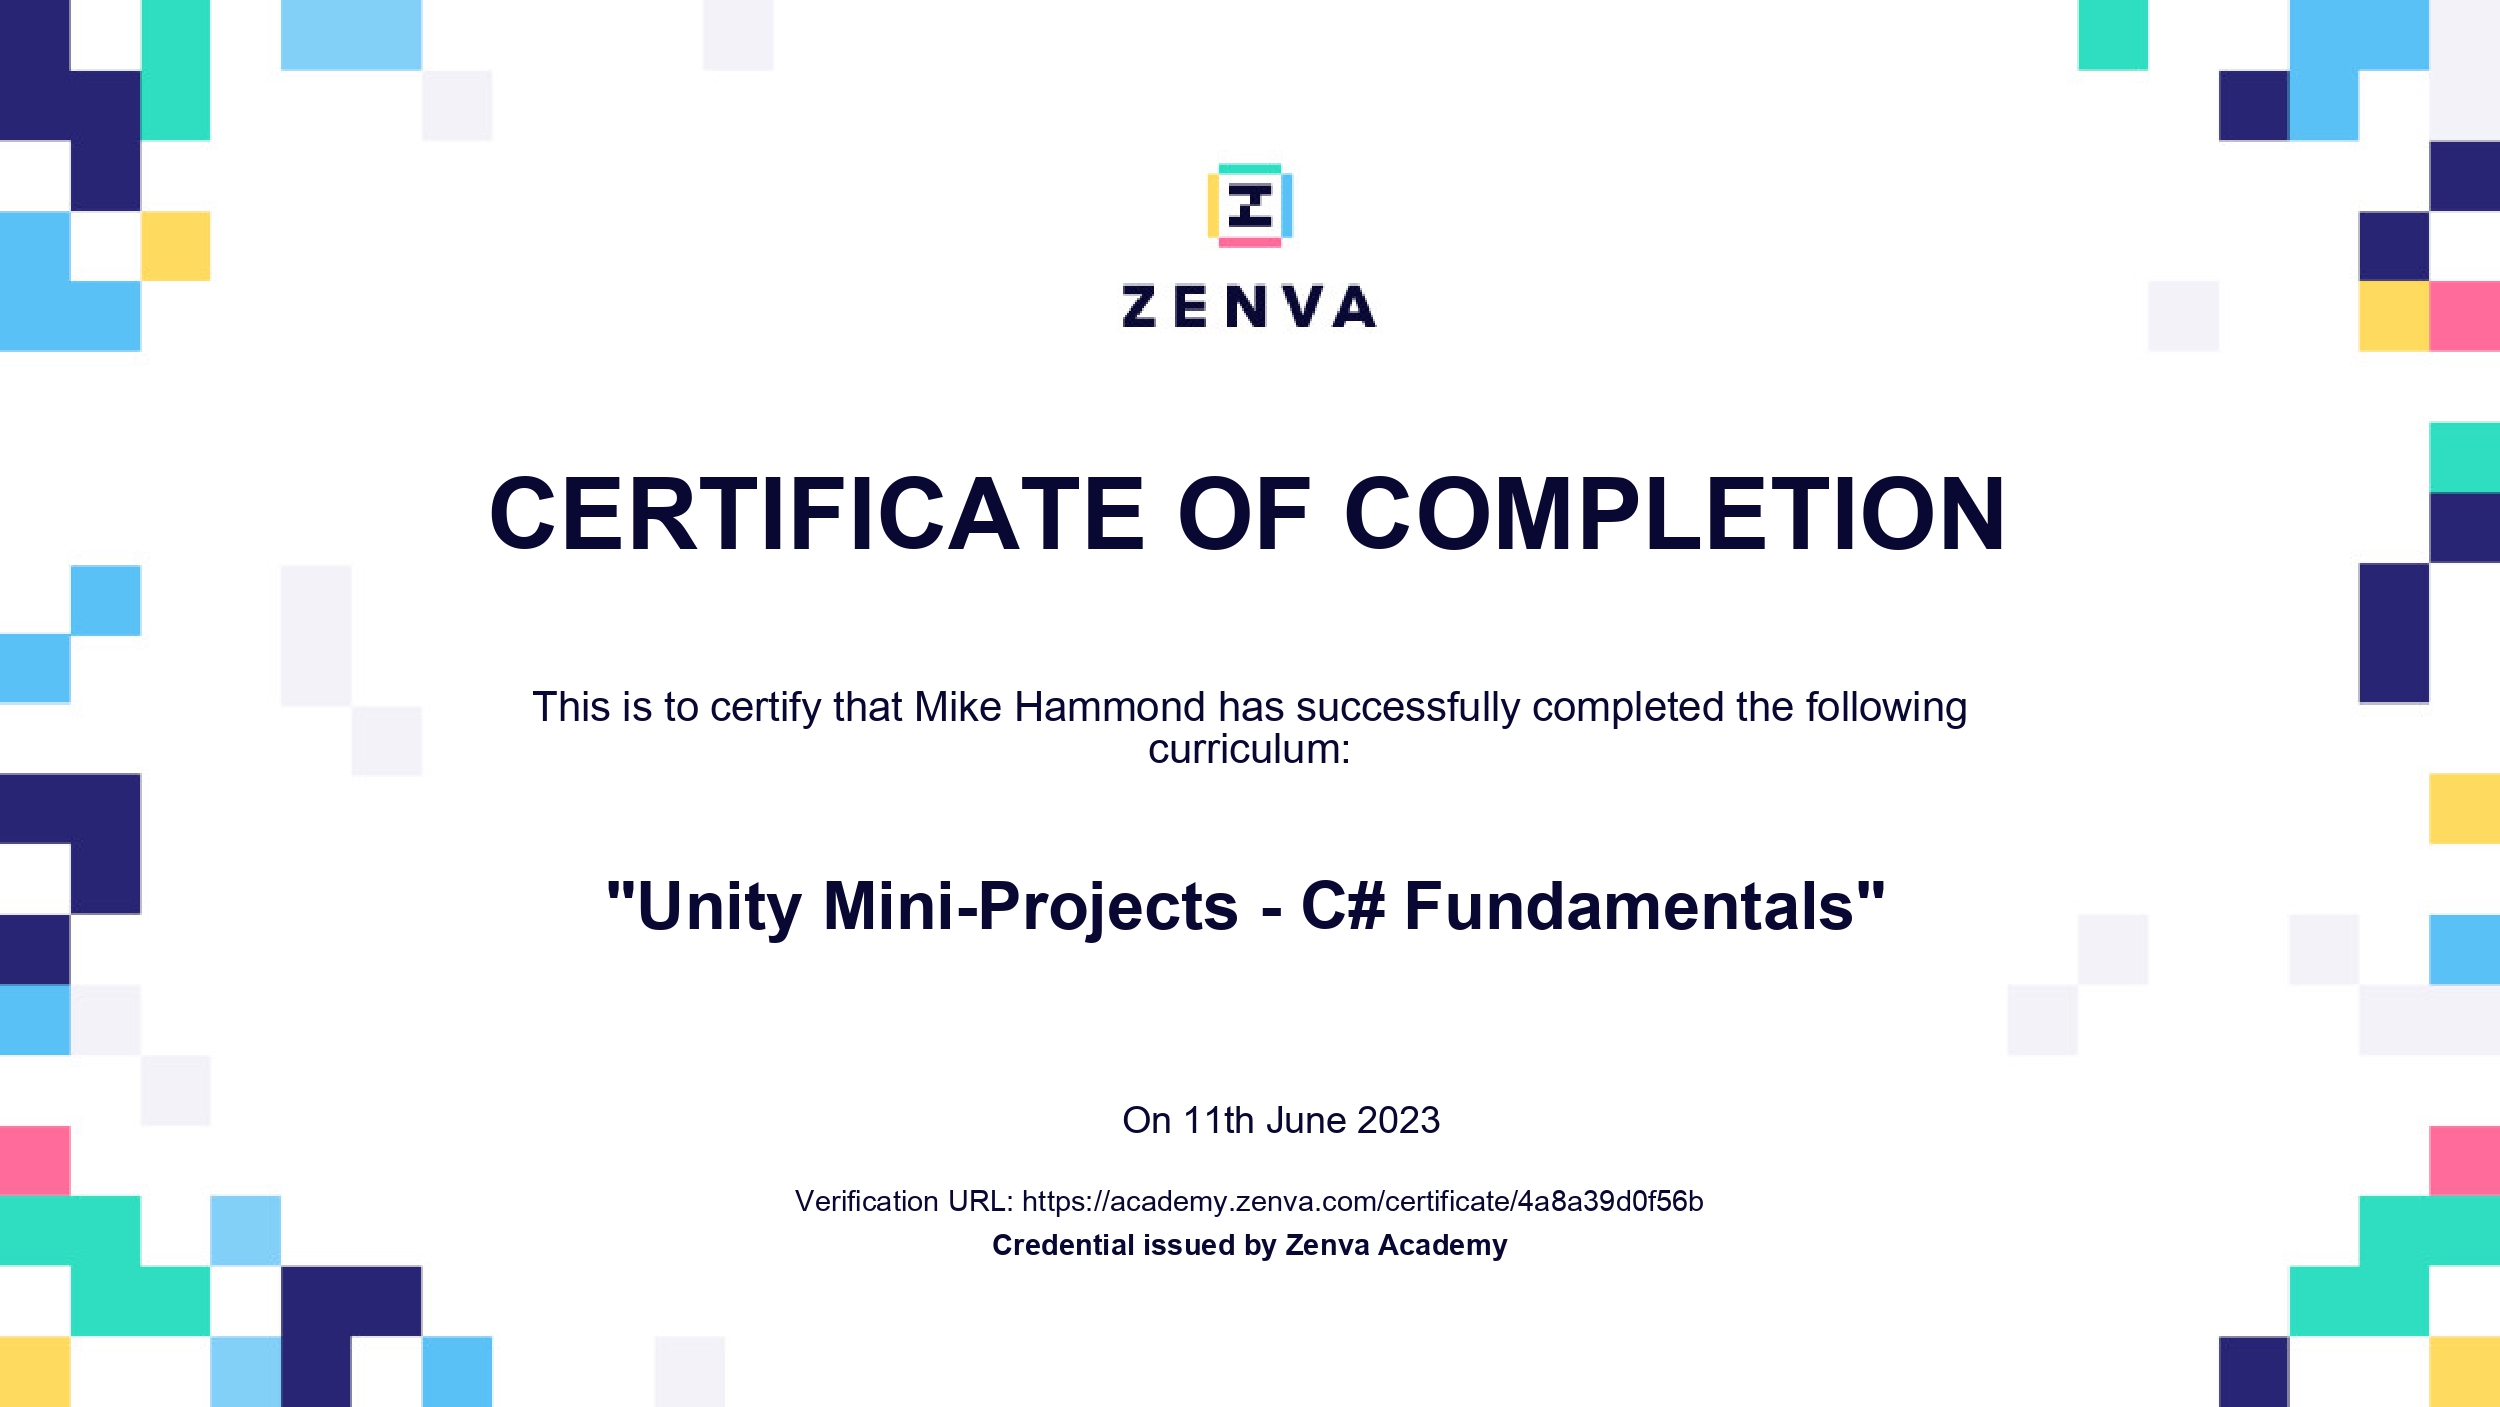 ZENVA
CERTIFICATE OF COMPLETION
This is to certify that Mike Hammond has successfully completed the following
curriculum:
"Unity Mini-Projects - C# Fundamentals"
On 11th June 2023
Verification URL: https://academy.zenva.com/certificate/4a8a39d0f56b
Credential issued by Zenva Academy